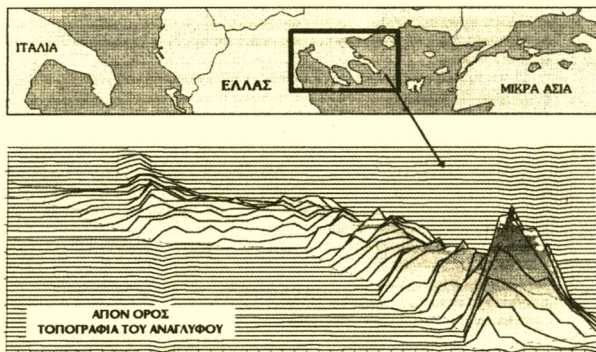 ΙΤΑΛΙΑ
ΕΛΛΑΣ
ΜΙΚΡΑ ΑΣΙΑ
ΑΓΙΟΝ ΟΡΟΣ
ΤΟΠΟΓΡΑΦΙΑ ΤΟΥ ΑΝΑΓΛΥΦΟΥ